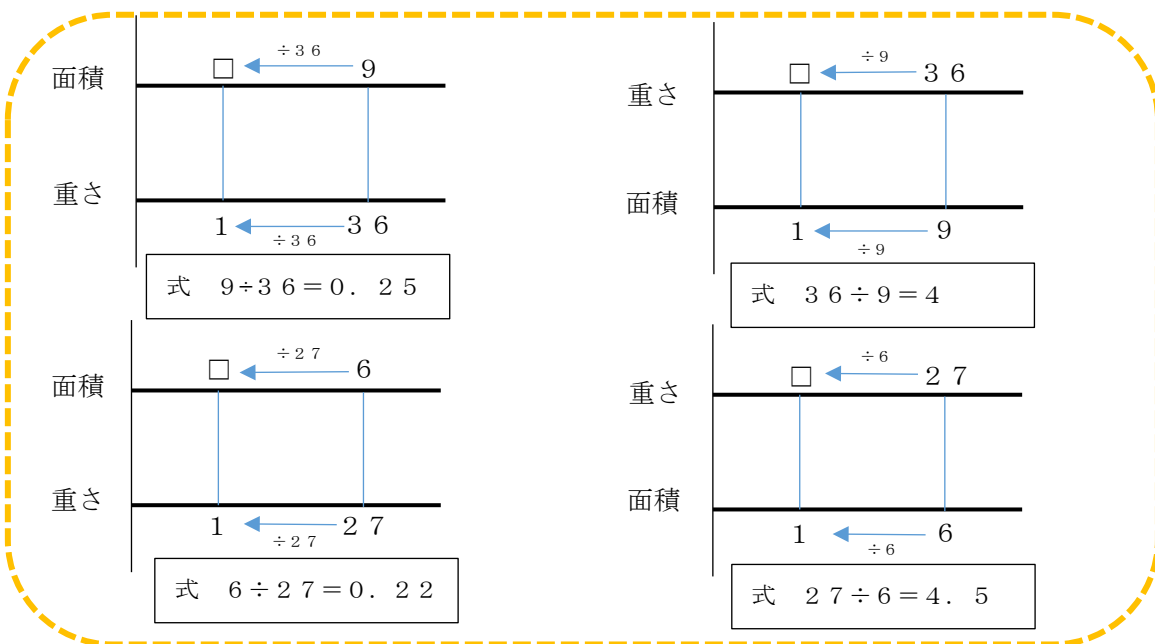 ÷３６
面積 □ 9
重さ
1 ３６
÷３６
式　9÷３６＝０．２５
÷９
□ ３６
重さ
面積
1 ９
÷９
式　３６÷９＝４
÷２７
□ 6
面積
重さ
1 ２７
÷２７
式　６÷２７＝０．２２
÷６
□ ２７
重さ
面積
1 ６
÷６
式　２７÷６＝４．５